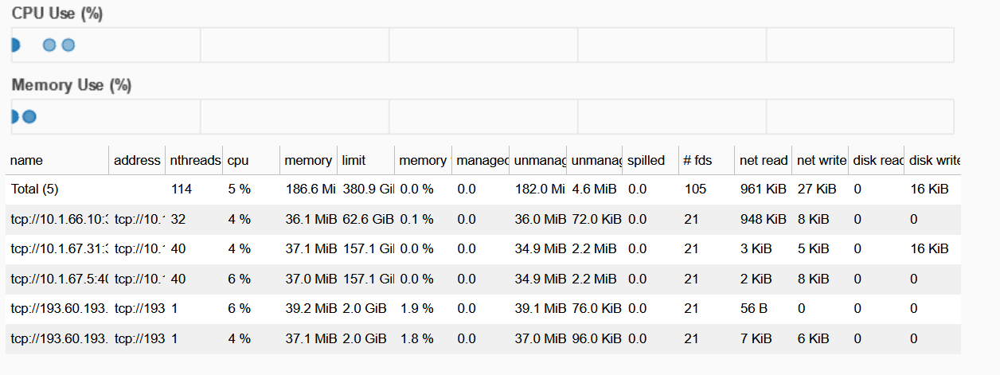 CPU Use (%)
Memory Use (%)
name address nthreads cpu memory limit memory managed unmanag unmanag spilled # fds net read net write disk read disk write
Total (5) 114 5 % 186.6 Mi 380.9 Gi 0.0 % 0.0 182.0 Mi 4.6 MiB 0.0 105 961 KiB 27 KiB 0 16 KiB
tcp://10.1.66.10:3 tcp://10.1 32 4 % 36.1 MiB 62.6 GiB 0.1 % 0.0 36.0 MiB 72.0 KiB 0.0 21 948 KiB 8 KiB 0 0
tcp://10.1.67.31:3 tcp://10.1 40 4 % 37.1 MiB 157.1 Gi 0.0 % 0.0 34.9 MiB 2.2 MiB 0.0 21 3 KiB 5 KiB 0 16 KiB
tcp://10.1.67.5:40 tcp://10.1 40 6 % 37.0 MiB 157.1 Gi 0.0 % 0.0 34.9 MiB 2.2 MiB 0.0 21 2 KiB 8 KiB 0 0
tcp://193.60.193. tcp://193 1 6 % 39.2 MiB 2.0 GiB 1.9 % 0.0 39.1 MiB 76.0 KiB 0.0 21 56 B 0 0 0
tcp://193.60.193. tcp://193 1 4 % 37.1 MiB 2.0 GiB 1.8 % 0.0 37.0 MiB 96.0 KiB 0.0 21 7 KiB 6 KiB 0 0